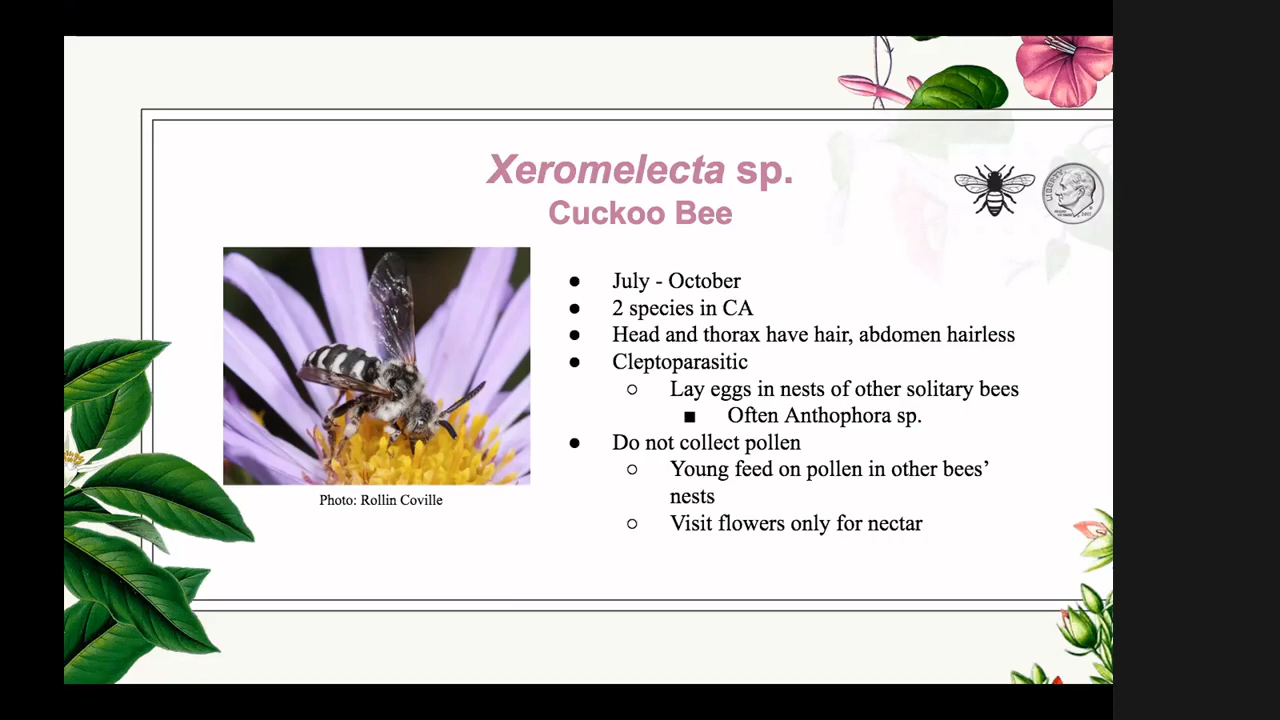 Xeromelecta sp.
Cuckoo Bee
LIBERTY
● July - October
● 2 species in CA
● Head and thorax have hair, abdomen hairless
● Cleptoparasitic
○ Lay eggs in nests of other solitary bees
■ Often Anthophora sp.
● Do not collect pollen
○ Young feed on pollen in other bees’
nests
○ Visit flowers only for nectar
Photo: Rollin Coville